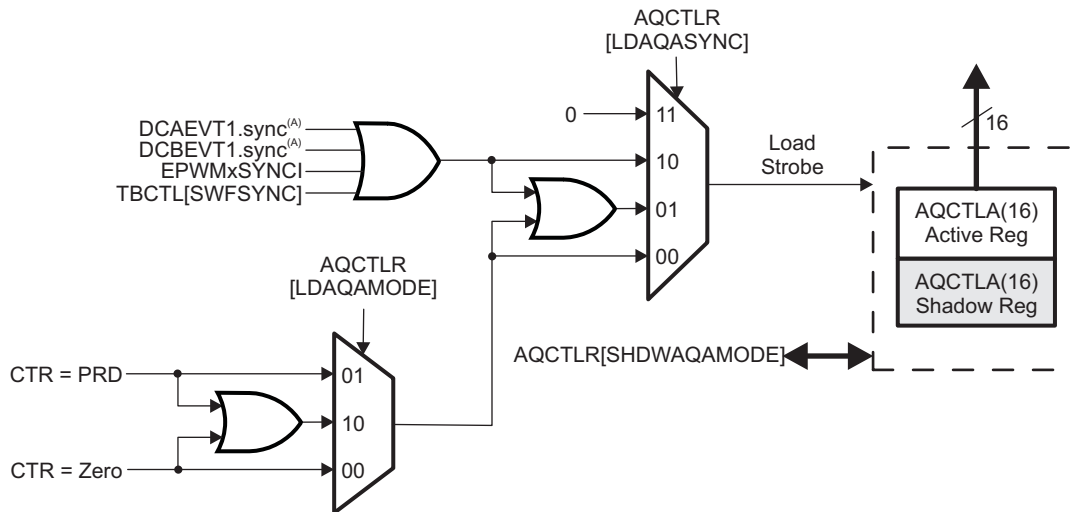 AQCTLR
[LDAQASYNC]
0
11
16
DCAEVT1.sync(A)
DCBEVT1.sync(A)
EPWMxSYNCI
TBCTL[SWFSYNC]
10
Load
Strobe
01
AQCTLA(16)
Active Reg
00
AQCTLR
[LDAQAMODE]
AQCTLA(16)
Shadow Reg
AQCTLR[SHDWAQAMODE]
CTR = PRD
01
10
CTR = Zero
00